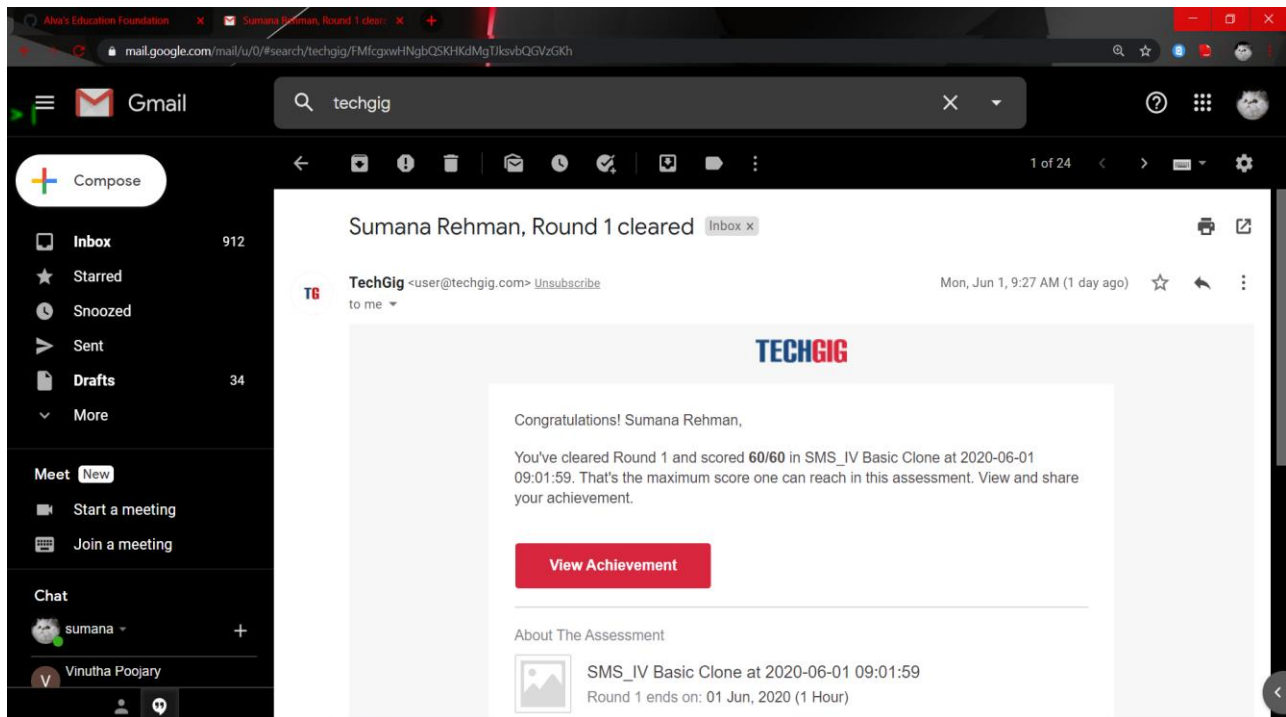 Alva's Education Foundation
Sumana Rehman, Round 1 clear
mail.google.com/mail/u/0/#search/techgig/FMfcgxwHNgbQSKHKdMgTJksvbQGVzGKh
Gmail
techgig
Compose
1 of 24
Sumana Rehman, Round 1 cleared
Inbox x
Inbox 912
Starred
Snoozed
Sent
Drafts 34
More
TG
TechGig <user@techgig.com> Unsubscribe
Mon, Jun 1, 9:27 AM (1 day ago)
to me
TECHGIG
Congratulations! Sumana Rehman,
You've cleared Round 1 and scored 60/60 in SMS_IV Basic Clone at 2020-06-01
09:01:59. That's the maximum score one can reach in this assessment. View and share
your achievement.
View Achievement
Meet New
Start a meeting
Join a meeting
Chat
sumana
V
Vinutha Poojary
About The Assessment
SMS_IV Basic Clone at 2020-06-01 09:01:59
Round 1 ends on: 01 Jun, 2020 (1 Hour)